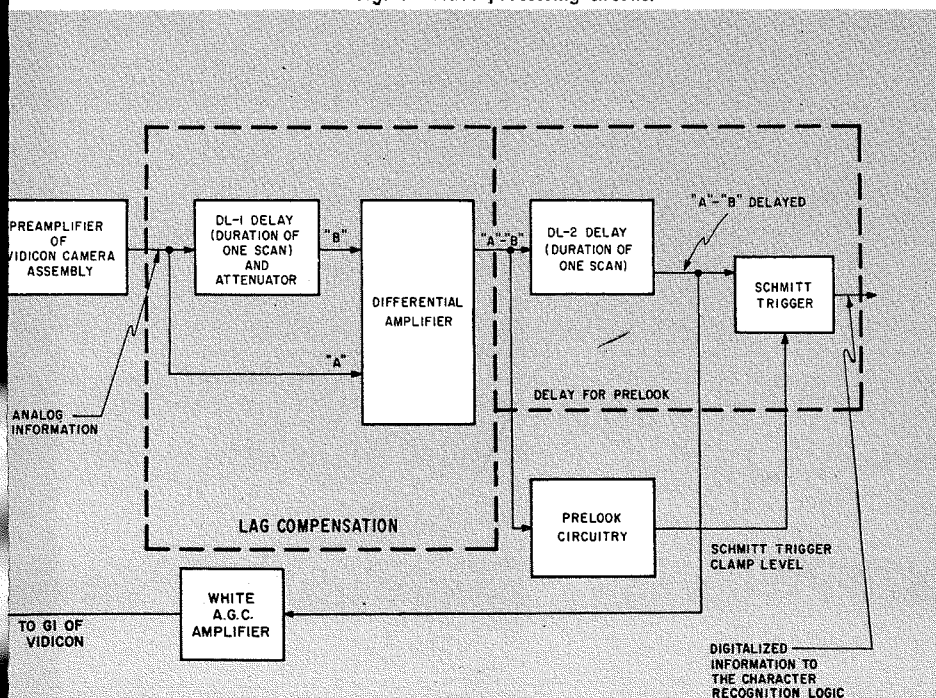 "A"-"B" DELAYED
PREAMPLIFIER
OF
VIDICON CAMERA
ASSEMBLY
DL-1 DELAY
(DURATION OF
ONE SCAN)
AND
ATTENUATOR
"B"
"A"
DIFFERENTIAL
AMPLIFIER
"A"-"B"
DL-2 DELAY
(DURATION OF
ONE SCAN)
SCHMITT
TRIGGER
DELAY FOR PRELOOK
ANALOG
INFORMATION
LAG COMPENSATION
PRELOOK
CIRCUITRY
SCHMITT TRIGGER
CLAMP LEVEL
WHITE
A.G.C.
AMPLIFIER
TO G1 OF
VIDICON
DIGITALIZED
INFORMATION TO
THE CHARACTER
RECOGNITION LOGIC